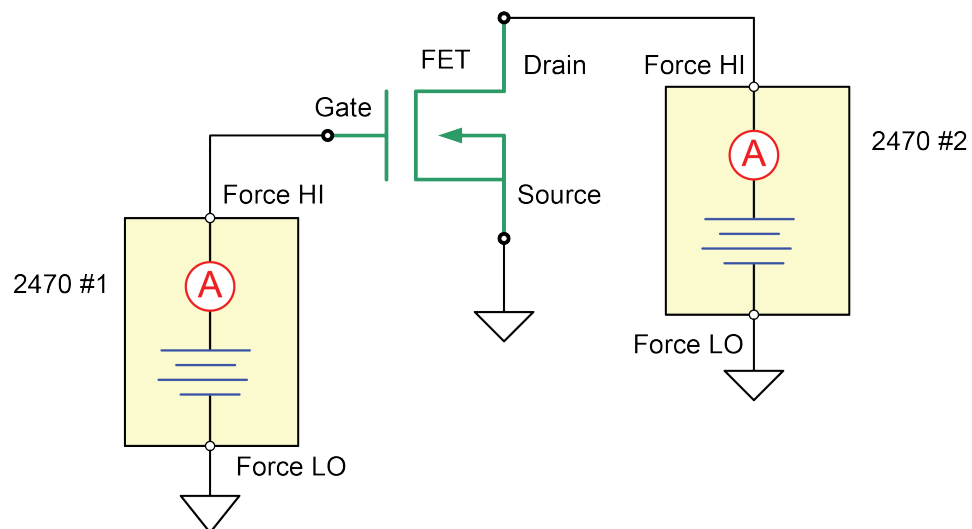 FET
Drain
Force HI
Gate
A
2470 #2
Source
Force HI
2470 #1
A
Force LO
Force LO